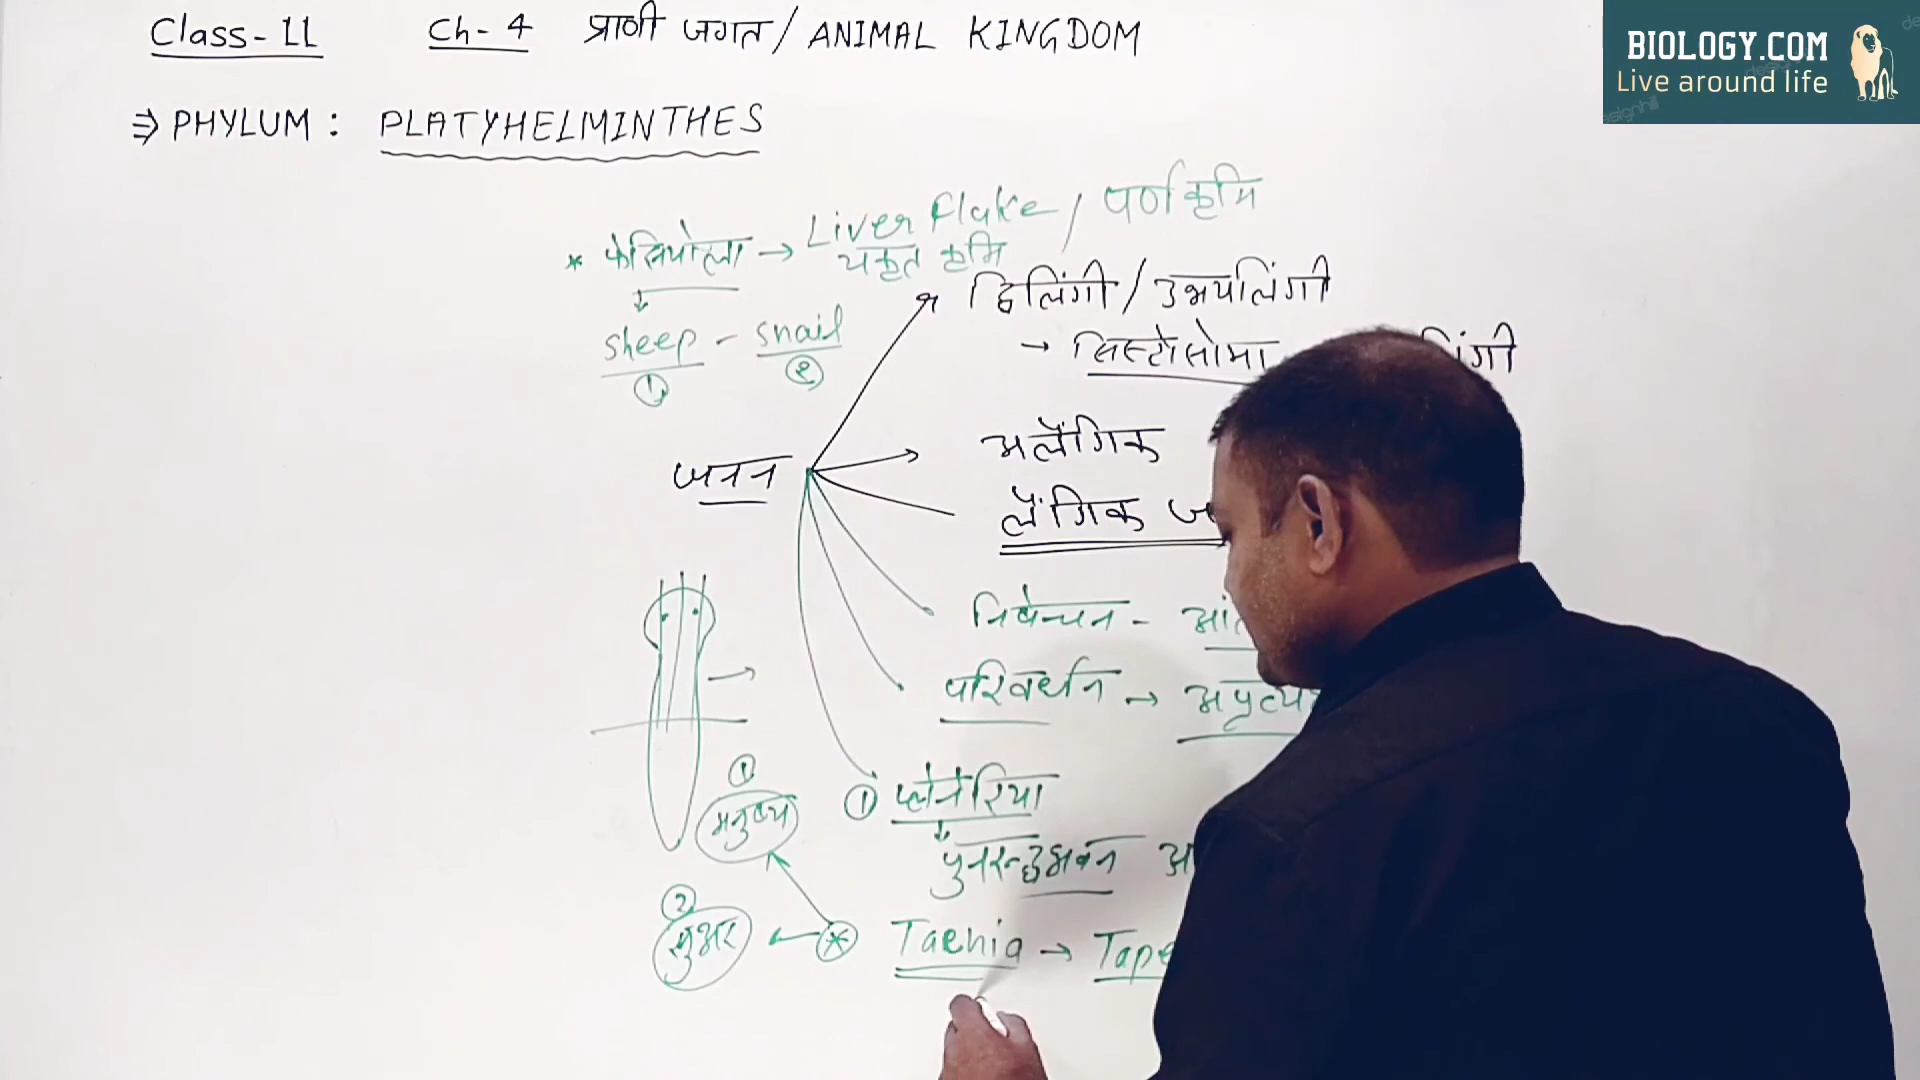 Class-11 Ch-4 प्राणी जगत/ANIMAL KINGDOM
BIOLOGY.COM
Live around life
⇒ PHYLUM: PLATYHELMINTHES
* फेसियोला → Liver Fluke / पर्णकृमि
यकृत कृमि
द्विलिंगी/उभयलिंगी
sheep - snail
① ②
→ सिस्टोसोमा लिंगी
अलैंगिक
जनन
लैंगिक
निषेचन -
परिवर्धन →
① मनुष्य
① प्लेनेरिया
पुनरुद्भवन
② सुअर
* Taenia → Tape